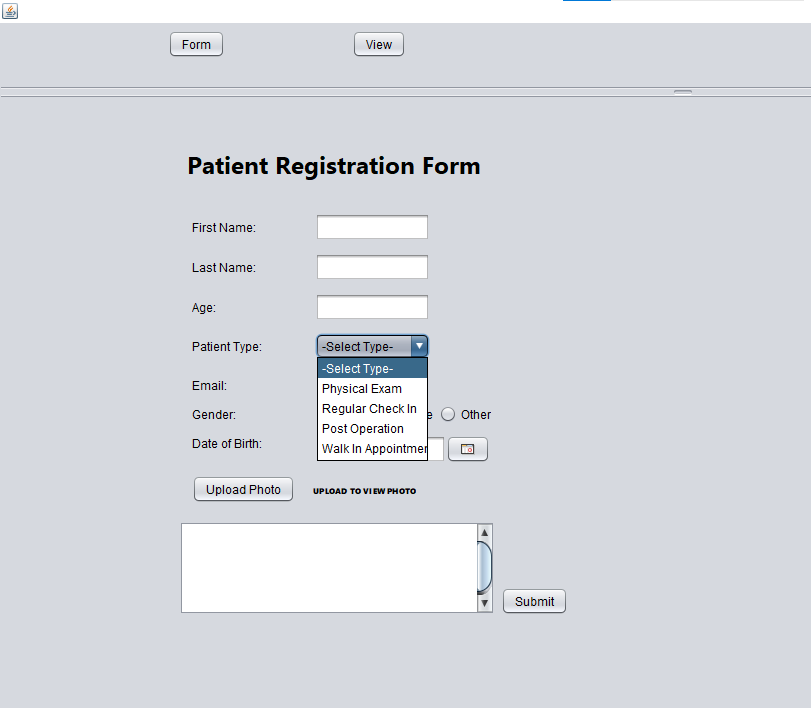 Form View
Patient Registration Form
First Name:
Last Name:
Age:
Patient Type: -Select Type-
-Select Type-
Email:
Physical Exam
Regular Check In
Gender: e Other
Post Operation
Date of Birth:
Walk In Appointmen
Upload Photo UPLOAD TO VIEW PHOTO
Submit